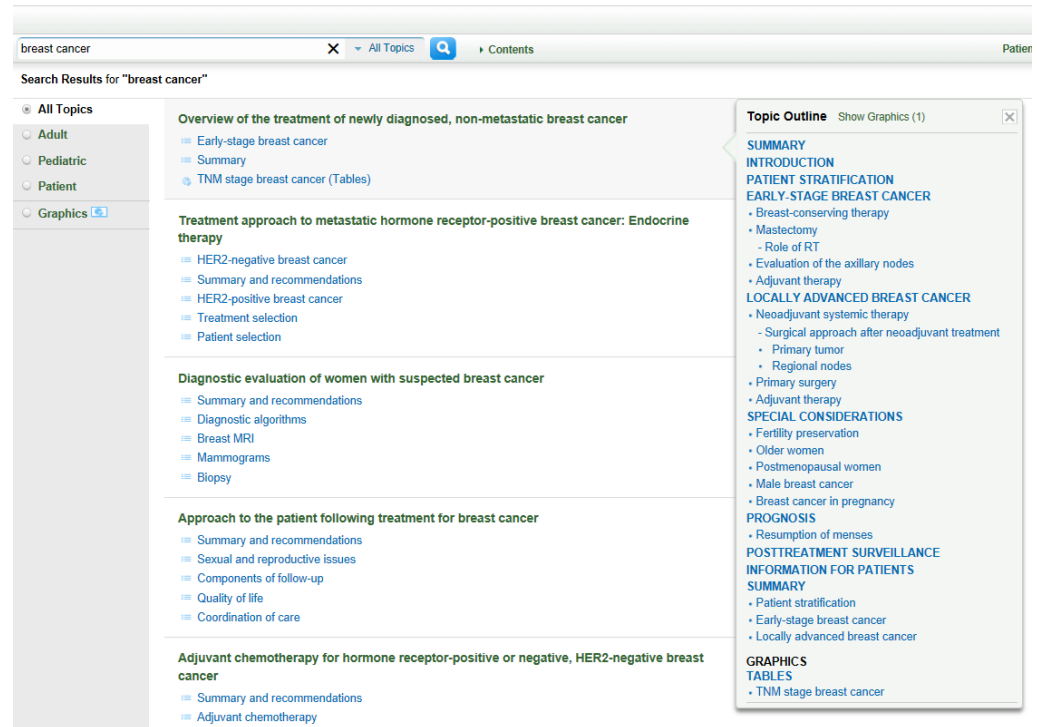 breast cancer
All Topics
Contents
Search Results for "breast cancer"
All Topics
Adult
Pediatric
Patient
Graphics
Overview of the treatment of newly diagnosed, non-metastatic breast cancer
Early-stage breast cancer
Summary
TNM stage breast cancer (Tables)
Treatment approach to metastatic hormone receptor-positive breast cancer: Endocrine
therapy
HER2-negative breast cancer
Summary and recommendations
HER2-positive breast cancer
Treatment selection
Patient selection
Diagnostic evaluation of women with suspected breast cancer
Summary and recommendations
Diagnostic algorithms
Breast MRI
Mammograms
Biopsy
Approach to the patient following treatment for breast cancer
Summary and recommendations
Sexual and reproductive issues
Components of follow-up
Quality of life
Coordination of care
Adjuvant chemotherapy for hormone receptor-positive or negative, HER2-negative breast
cancer
Summary and recommendations
Adjuvant chemotherapy
Topic Outline Show Graphics (1)
SUMMARY
INTRODUCTION
PATIENT STRATIFICATION
EARLY-STAGE BREAST CANCER
• Breast-conserving therapy
• Mastectomy
- Role of RT
• Evaluation of the axillary nodes
• Adjuvant therapy
LOCALLY ADVANCED BREAST CANCER
• Neoadjuvant systemic therapy
- Surgical approach after neoadjuvant treatment
• Primary tumor
• Regional nodes
• Primary surgery
• Adjuvant therapy
SPECIAL CONSIDERATIONS
• Fertility preservation
• Older women
• Postmenopausal women
• Male breast cancer
• Breast cancer in pregnancy
PROGNOSIS
• Resumption of menses
POSTTREATMENT SURVEILLANCE
INFORMATION FOR PATIENTS
SUMMARY
• Patient stratification
• Early-stage breast cancer
• Locally advanced breast cancer
GRAPHICS
TABLES
• TNM stage breast cancer